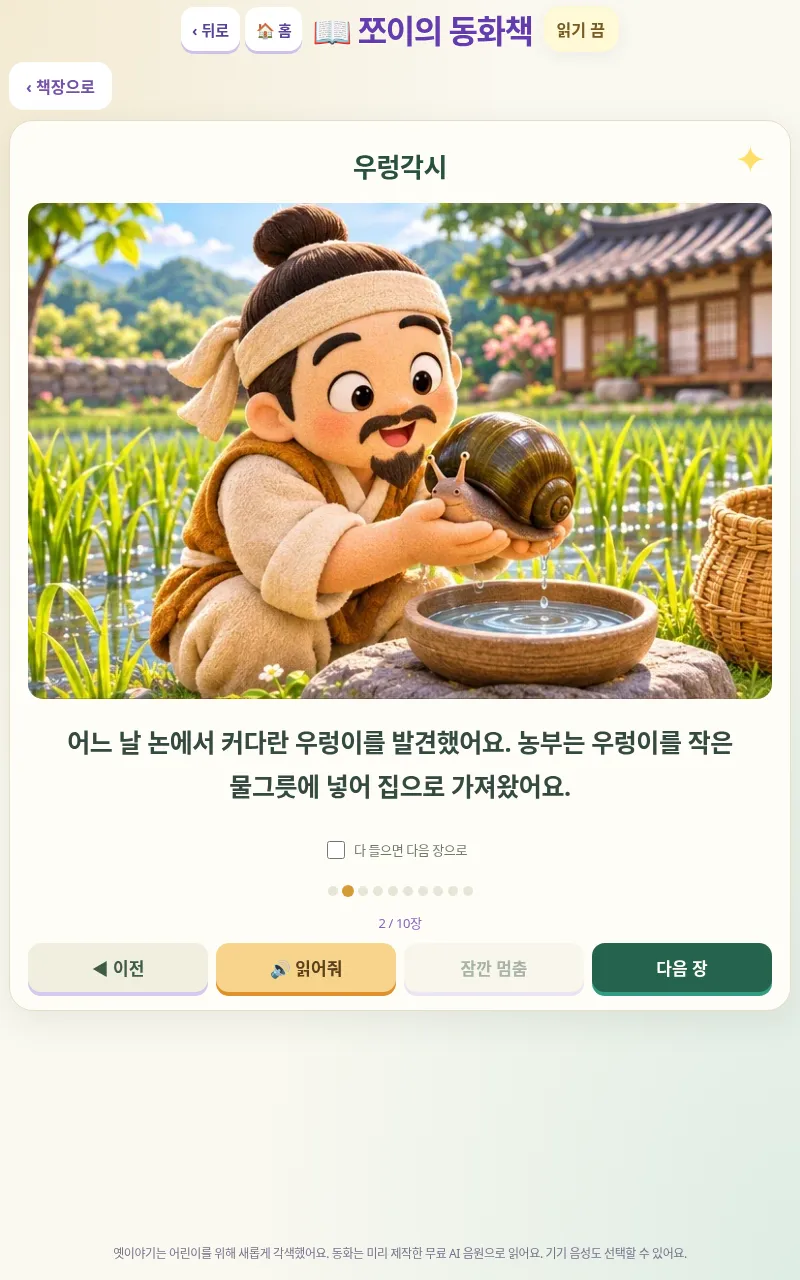 ‹ 뒤로 🏠 홈 📖 쪼이의 동화책 읽기 끔
‹ 책장으로
우렁각시
어느 날 논에서 커다란 우렁이를 발견했어요. 농부는 우렁이를 작은
물그릇에 넣어 집으로 가져왔어요.
다 들으면 다음 장으로
2 / 10장
◀ 이전 🔊 읽어줘 잠깐 멈춤 다음 장
옛이야기는 어린이를 위해 새롭게 각색했어요. 동화는 미리 제작한 무료 AI 음원으로 읽어요. 기기 음성도 선택할 수 있어요.